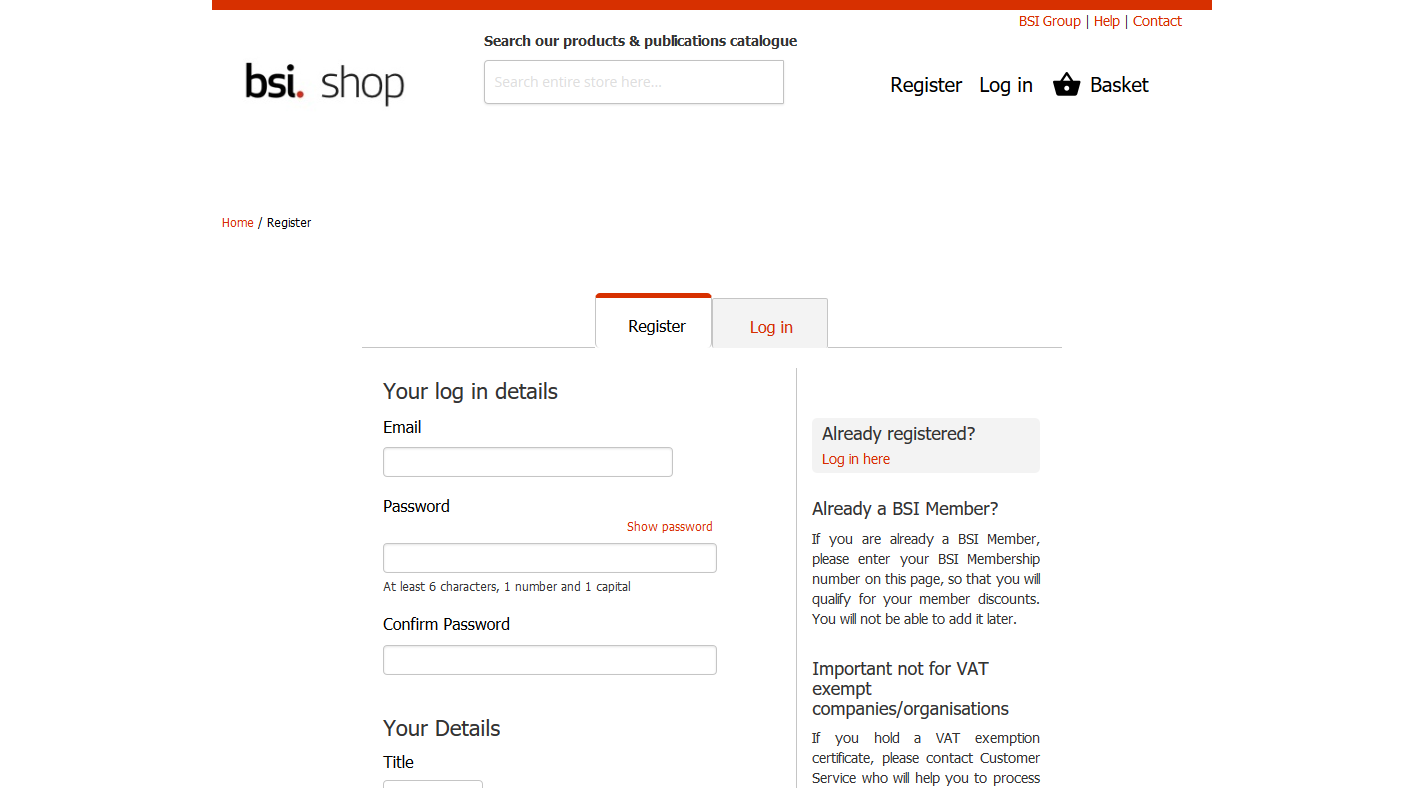 BSI Group | Help | Contact
Search our products & publications catalogue
bsi. shop
Search entire store here...
Register Log in Basket
Home / Register
Register Log in
Your log in details
Email
Password
Show password
At least 6 characters, 1 number and 1 capital
Confirm Password
Your Details
Title
Already registered?
Log in here
Already a BSI Member?
If you are already a BSI Member,
please enter your BSI Membership
number on this page, so that you will
qualify for your member discounts.
You will not be able to add it later.
Important not for VAT
exempt
companies/organisations
If you hold a VAT exemption
certificate, please contact Customer
Service who will help you to process